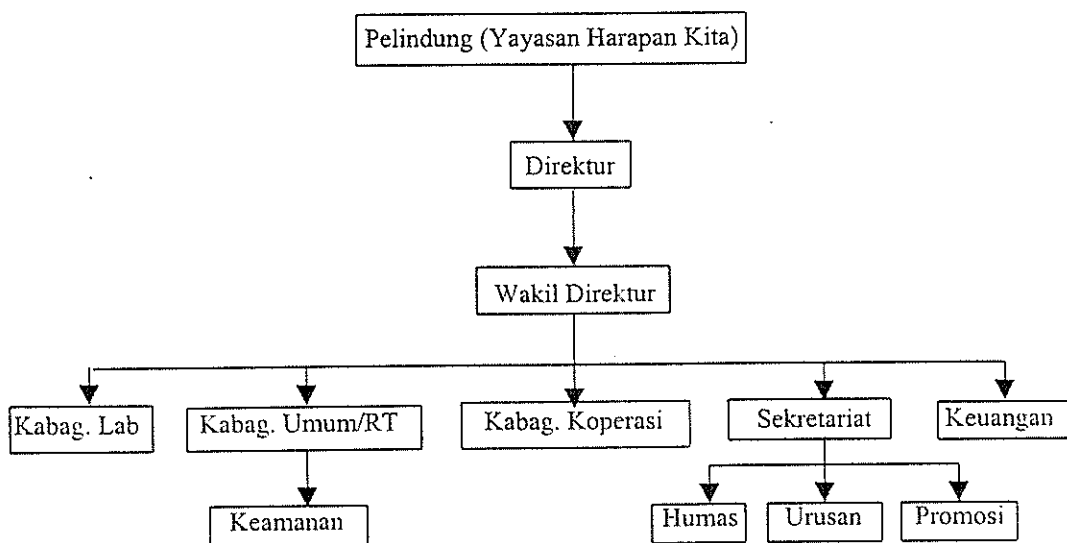 Pelindung (Yayasan Harapan Kita)
Direktur
Wakil Direktur
Kabag. Lab
Kabag. Umum/RT
Kabag. Koperasi
Sekretariat
Keuangan
Keamanan
Humas
Urusan
Promosi